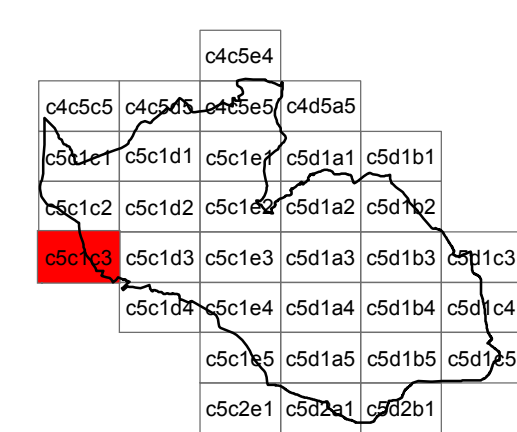 c4c5e4
c4c5c5 c4c5d5 c4c5e5 c4d5a5
c5c1c1 c5c1d1 c5c1e1 c5d1a1 c5d1b1
c5c1c2 c5c1d2 c5c1e2 c5d1a2 c5d1b2
c5c1c3 c5c1d3 c5c1e3 c5d1a3 c5d1b3 c5d1c3
c5c1d4 c5c1e4 c5d1a4 c5d1b4 c5d1c4
c5c1e5 c5d1a5 c5d1b5 c5d1c5
c5c2e1 c5d2a1 c5d2b1